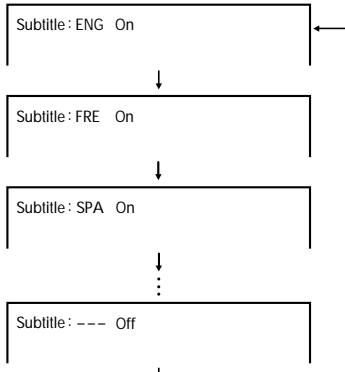 Subtitle : ENG On
Subtitle : FRE On
Subtitle : SPA On
Subtitle : --- Off